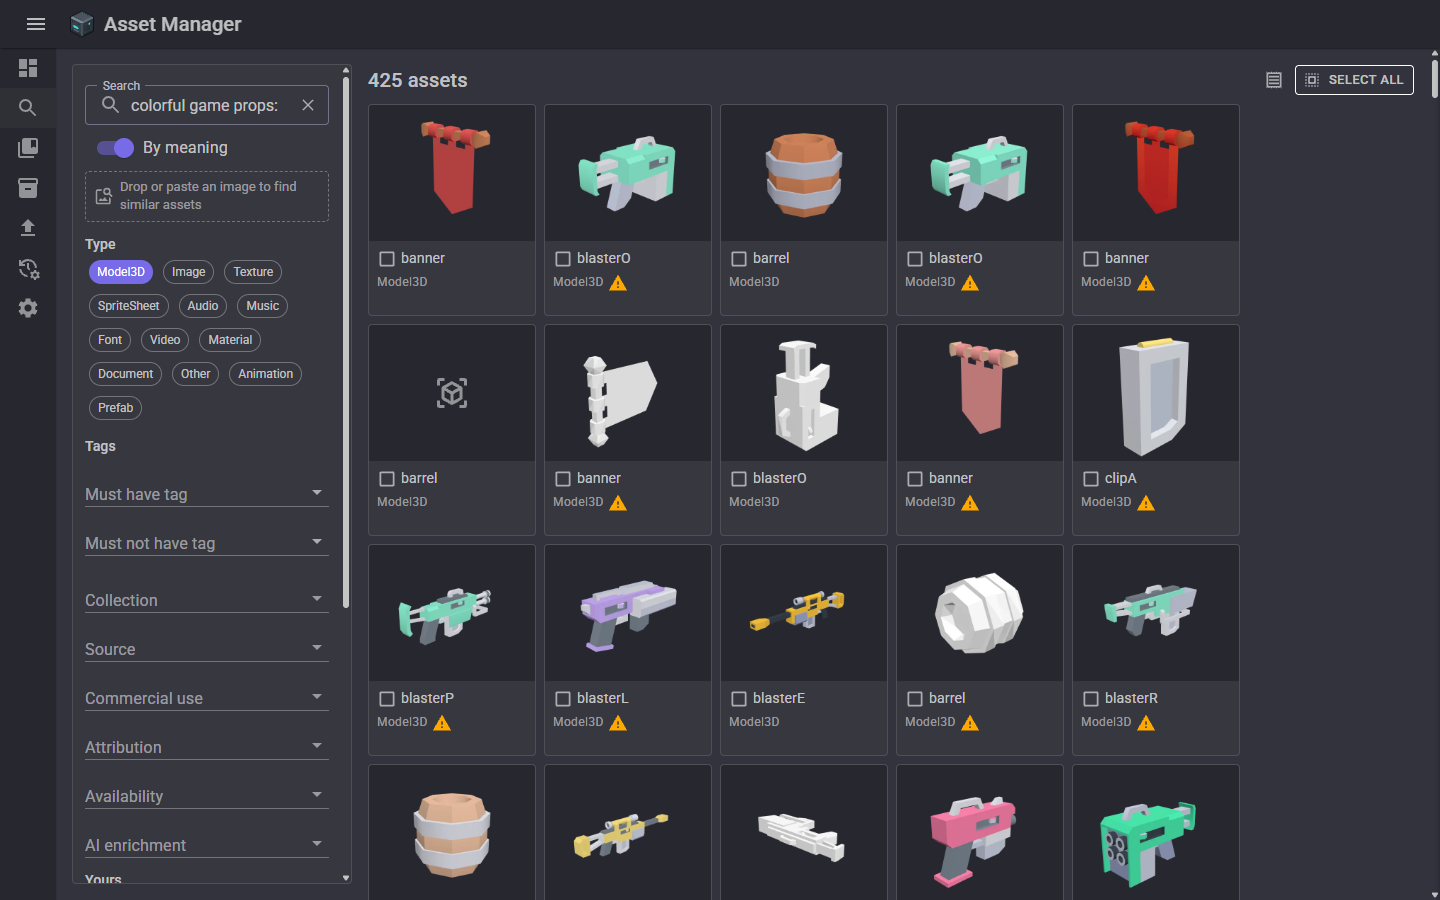 Asset Manager
Search
colorful game props:
By meaning
Drop or paste an image to find
similar assets
Type
Model3D
Image
Texture
SpriteSheet
Audio
Music
Font
Video
Material
Document
Other
Animation
Prefab
Tags
Must have tag
Must not have tag
Collection
Source
Commercial use
Attribution
Availability
AI enrichment
Yours
425 assets
SELECT ALL
banner
Model3D
blasterO
Model3D
barrel
Model3D
blasterO
Model3D
banner
Model3D
barrel
Model3D
banner
Model3D
blasterO
Model3D
banner
Model3D
clipA
Model3D
blasterP
Model3D
blasterL
Model3D
blasterE
Model3D
barrel
Model3D
blasterR
Model3D